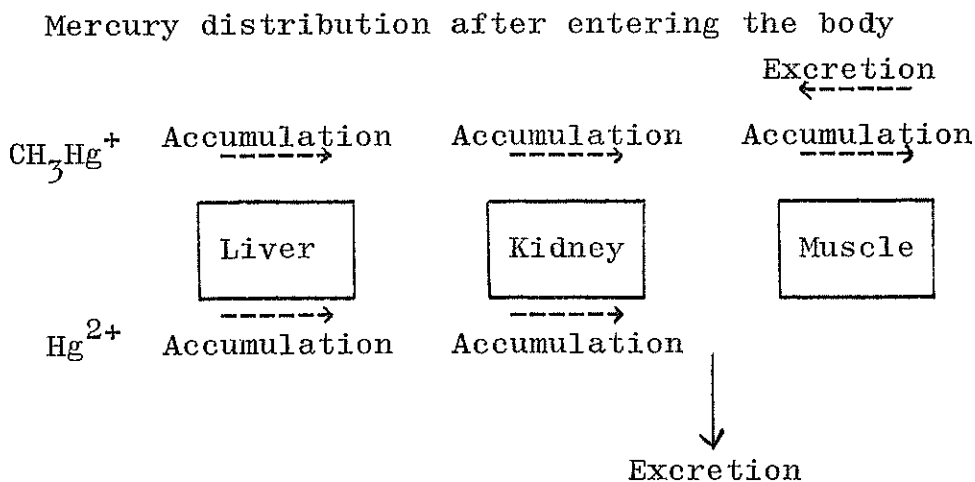 Mercury distribution after entering the body
Excretion
CH₃Hg⁺ Accumulation Accumulation Accumulation
Liver Kidney Muscle
Hg²⁺ Accumulation Accumulation
Excretion